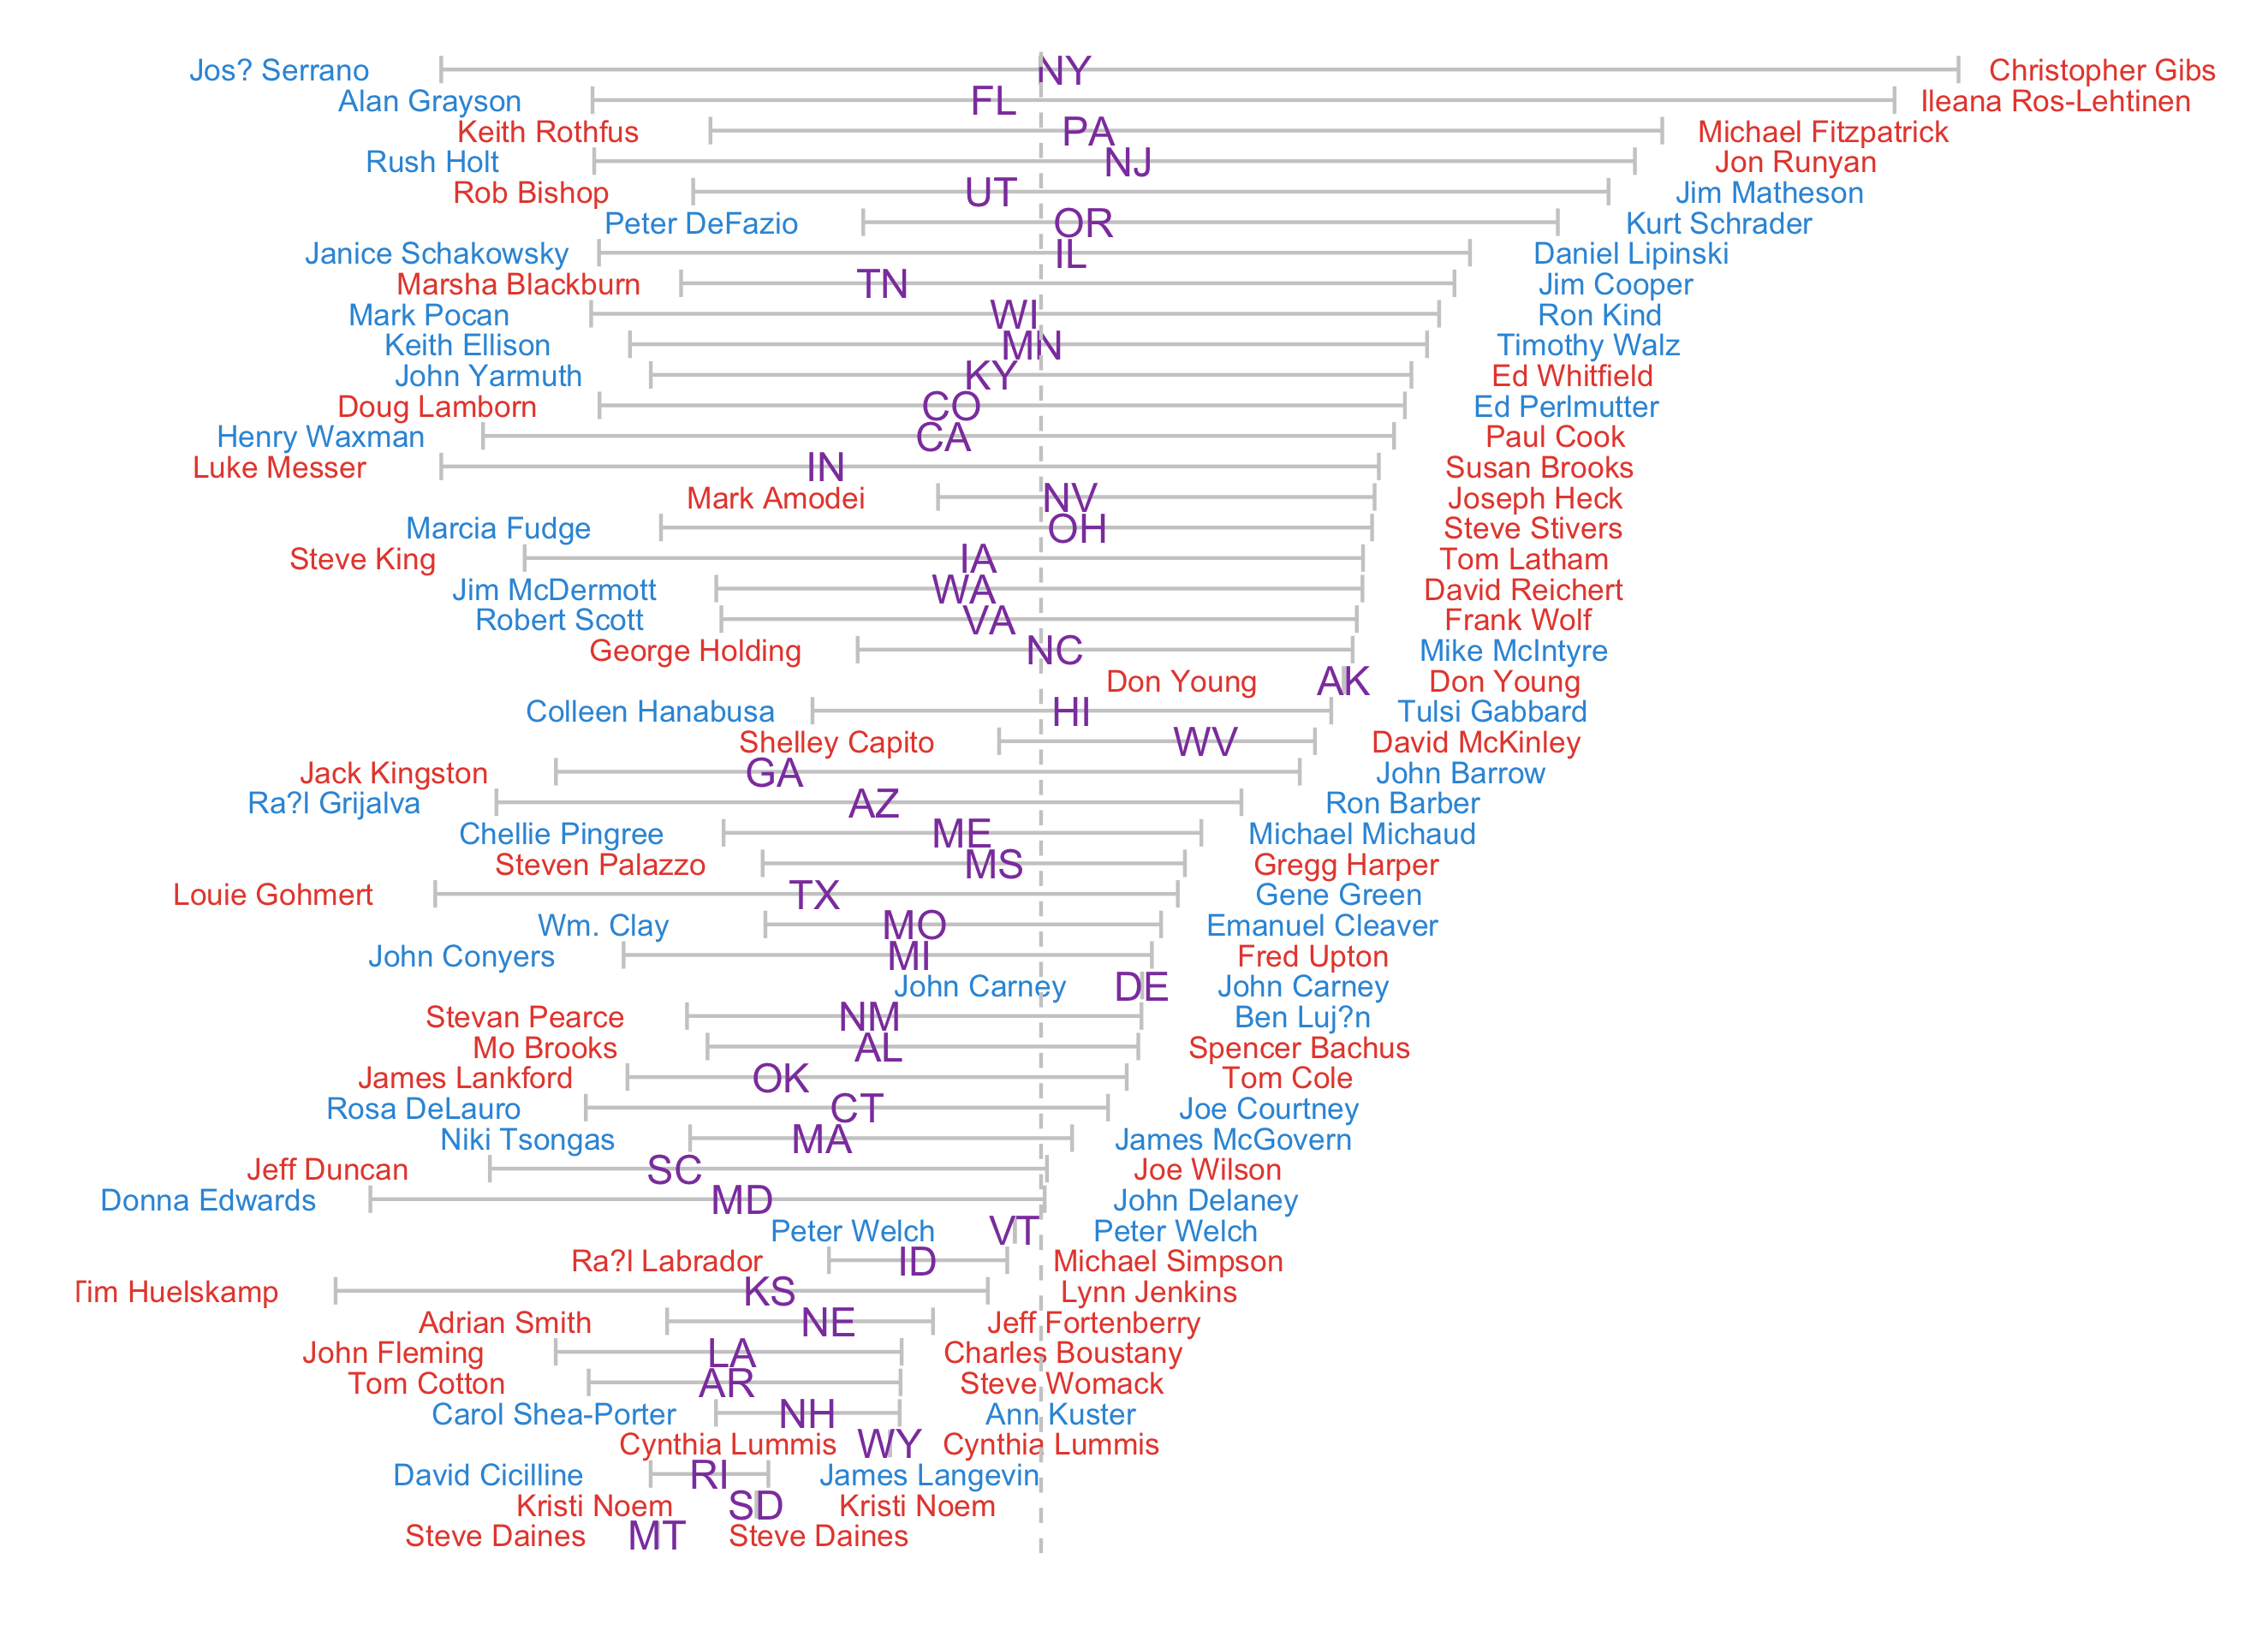 Jos? Serrano NY Christopher Gibs
Alan Grayson FL Ileana Ros-Lehtinen
Keith Rothfus PA Michael Fitzpatrick
Rush Holt NJ Jon Runyan
Rob Bishop UT Jim Matheson
Peter DeFazio OR Kurt Schrader
Janice Schakowsky IL Daniel Lipinski
Marsha Blackburn TN Jim Cooper
Mark Pocan WI Ron Kind
Keith Ellison MN Timothy Walz
John Yarmuth KY Ed Whitfield
Doug Lamborn CO Ed Perlmutter
Henry Waxman CA Paul Cook
Luke Messer IN Susan Brooks
Mark Amodei NV Joseph Heck
Marcia Fudge OH Steve Stivers
Steve King IA Tom Latham
Jim McDermott WA David Reichert
Robert Scott VA Frank Wolf
George Holding NC Mike McIntyre
Don Young AK Don Young
Colleen Hanabusa HI Tulsi Gabbard
Shelley Capito WV David McKinley
Jack Kingston GA John Barrow
Ra?l Grijalva AZ Ron Barber
Chellie Pingree ME Michael Michaud
Steven Palazzo MS Gregg Harper
Louie Gohmert TX Gene Green
Wm. Clay MO Emanuel Cleaver
John Conyers MI Fred Upton
John Carney DE John Carney
Stevan Pearce NM Ben Luj?n
Mo Brooks AL Spencer Bachus
James Lankford OK Tom Cole
Rosa DeLauro CT Joe Courtney
Niki Tsongas MA James McGovern
Jeff Duncan SC Joe Wilson
Donna Edwards MD John Delaney
Peter Welch VT Peter Welch
Ra?l Labrador ID Michael Simpson
Tim Huelskamp KS Lynn Jenkins
Adrian Smith NE Jeff Fortenberry
John Fleming LA Charles Boustany
Tom Cotton AR Steve Womack
Carol Shea-Porter NH Ann Kuster
Cynthia Lummis WY Cynthia Lummis
David Cicilline RI James Langevin
Kristi Noem SD Kristi Noem
Steve Daines MT Steve Daines